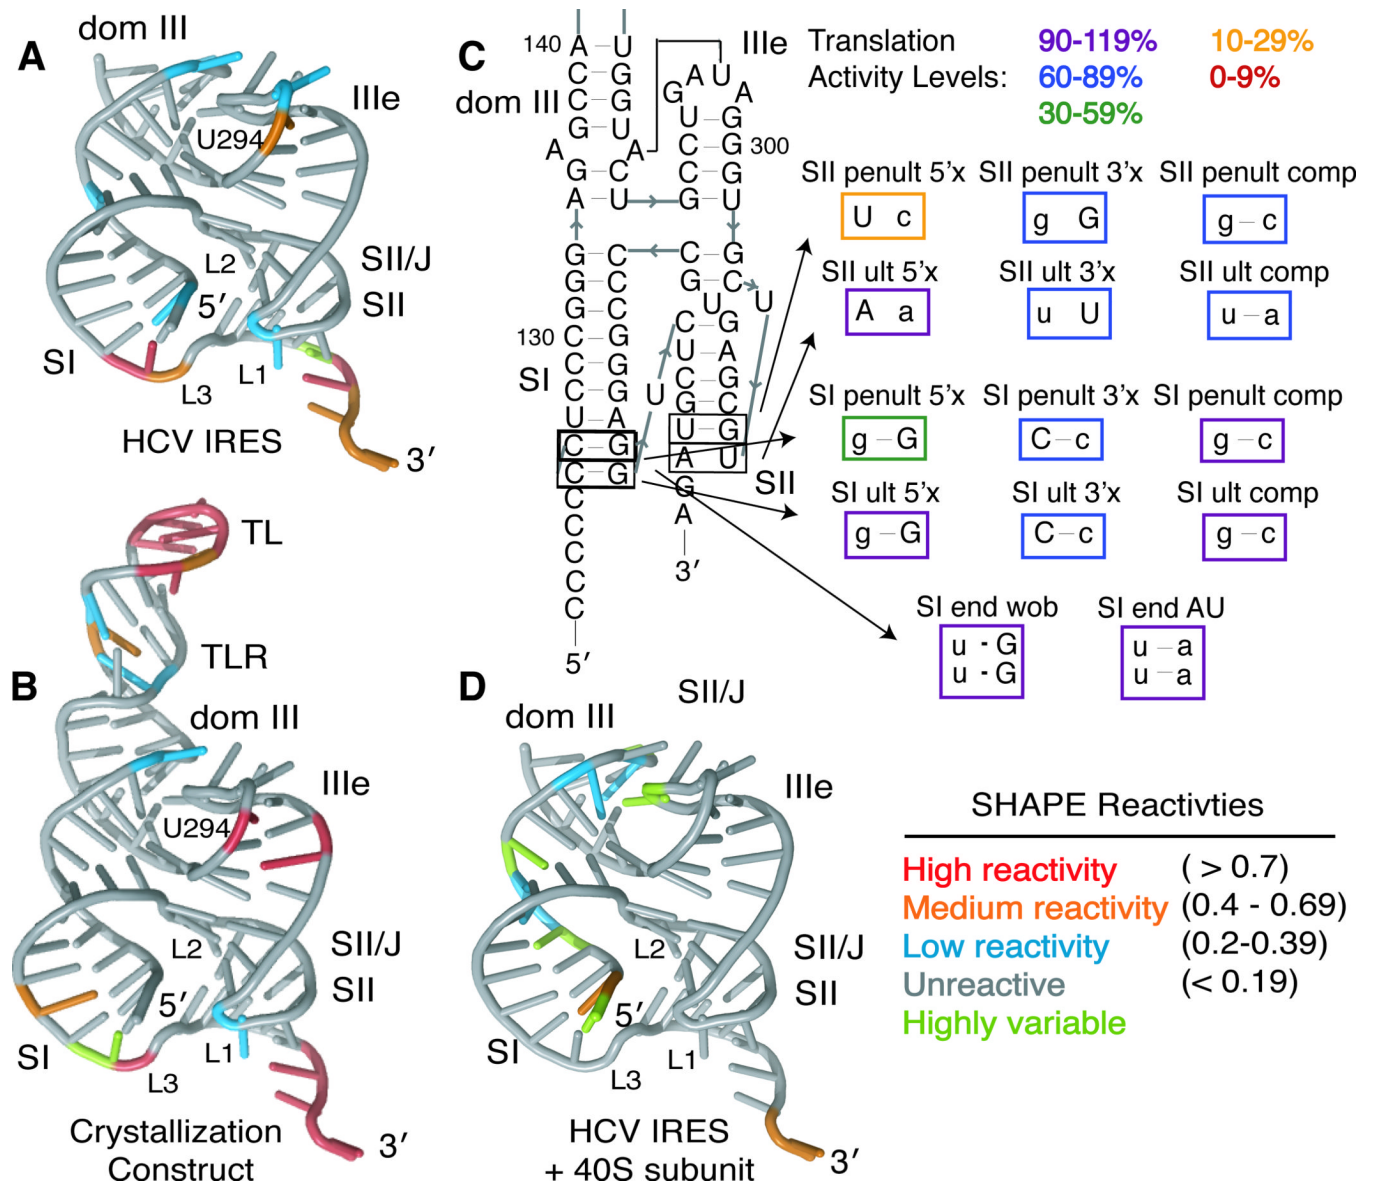 A
dom III
IIIe
U294
L2
SII/J
5′
SII
SI
L3
L1
HCV IRES
3′
B
TL
TLR
dom III
IIIe
U294
L2
SII/J
5′
SII
SI
L1
L3
Crystallization
Construct
3′
C
Translation
Activity Levels:
90-119%
10-29%
60-89%
0-9%
30-59%
dom III
IIIe
140 A – U
C – G
C – G
G – U
A
A
G C
A – U
G – C
G – C
G – C
C – G
130 C – G
C – G
U – A
C – G
C – G
C
C
C
C
C
5′
A U
G A
U G
C – G
300
C – G
G – U
C – G
C
U
U
C – G
U – A
C – G
G – C
U – G
A U
G
A
3′
U
SI
SII
SII penult 5’x
SII penult 3’x
SII penult comp
U c
g G
g – c
SII ult 5’x
SII ult 3’x
SII ult comp
A a
u U
u – a
SI penult 5’x
SI penult 3’x
SI penult comp
g – G
C – c
g – c
SI ult 5’x
SI ult 3’x
SI ult comp
g – G
C – c
g – c
SI end wob
SI end AU
u - G
u - G
u – a
u – a
D
SII/J
dom III
IIIe
L2
SII/J
5′
SII
SI
L1
L3
HCV IRES
+ 40S subunit
3′
SHAPE Reactivties
High reactivity ( > 0.7)
Medium reactivity (0.4 - 0.69)
Low reactivity (0.2-0.39)
Unreactive (< 0.19)
Highly variable